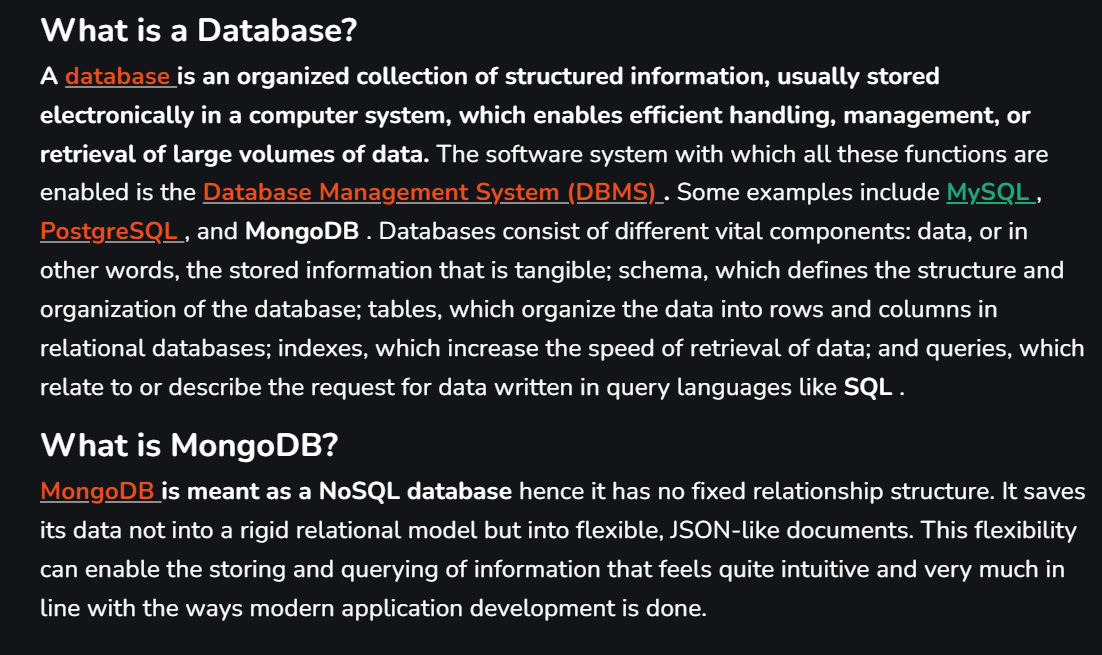 What is a Database?
A database is an organized collection of structured information, usually stored
electronically in a computer system, which enables efficient handling, management, or
retrieval of large volumes of data. The software system with which all these functions are
enabled is the Database Management System (DBMS) . Some examples include MySQL ,
PostgreSQL , and MongoDB . Databases consist of different vital components: data, or in
other words, the stored information that is tangible; schema, which defines the structure and
organization of the database; tables, which organize the data into rows and columns in
relational databases; indexes, which increase the speed of retrieval of data; and queries, which
relate to or describe the request for data written in query languages like SQL .
What is MongoDB?
MongoDB is meant as a NoSQL database hence it has no fixed relationship structure. It saves
its data not into a rigid relational model but into flexible, JSON-like documents. This flexibility
can enable the storing and querying of information that feels quite intuitive and very much in
line with the ways modern application development is done.